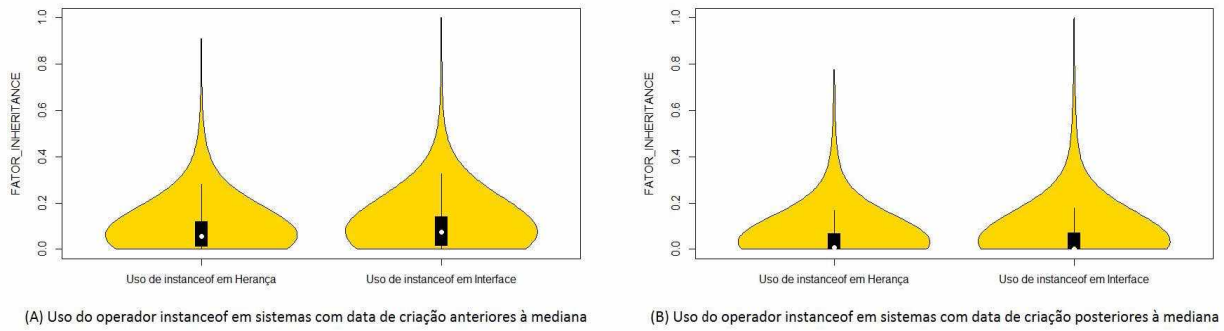 FATOR_INHERITANCE
1.0
0.8
0.6
0.4
0.2
0.0
Uso de instanceof em Herança
Uso de instanceof em Interface
(A) Uso do operador instanceof em sistemas com data de criação anteriores à mediana
FATOR_INHERITANCE
1.0
0.8
0.6
0.4
0.2
0.0
Uso de instanceof em Herança
Uso de instanceof em Interface
(B) Uso do operador instanceof em sistemas com data de criação posteriores à mediana